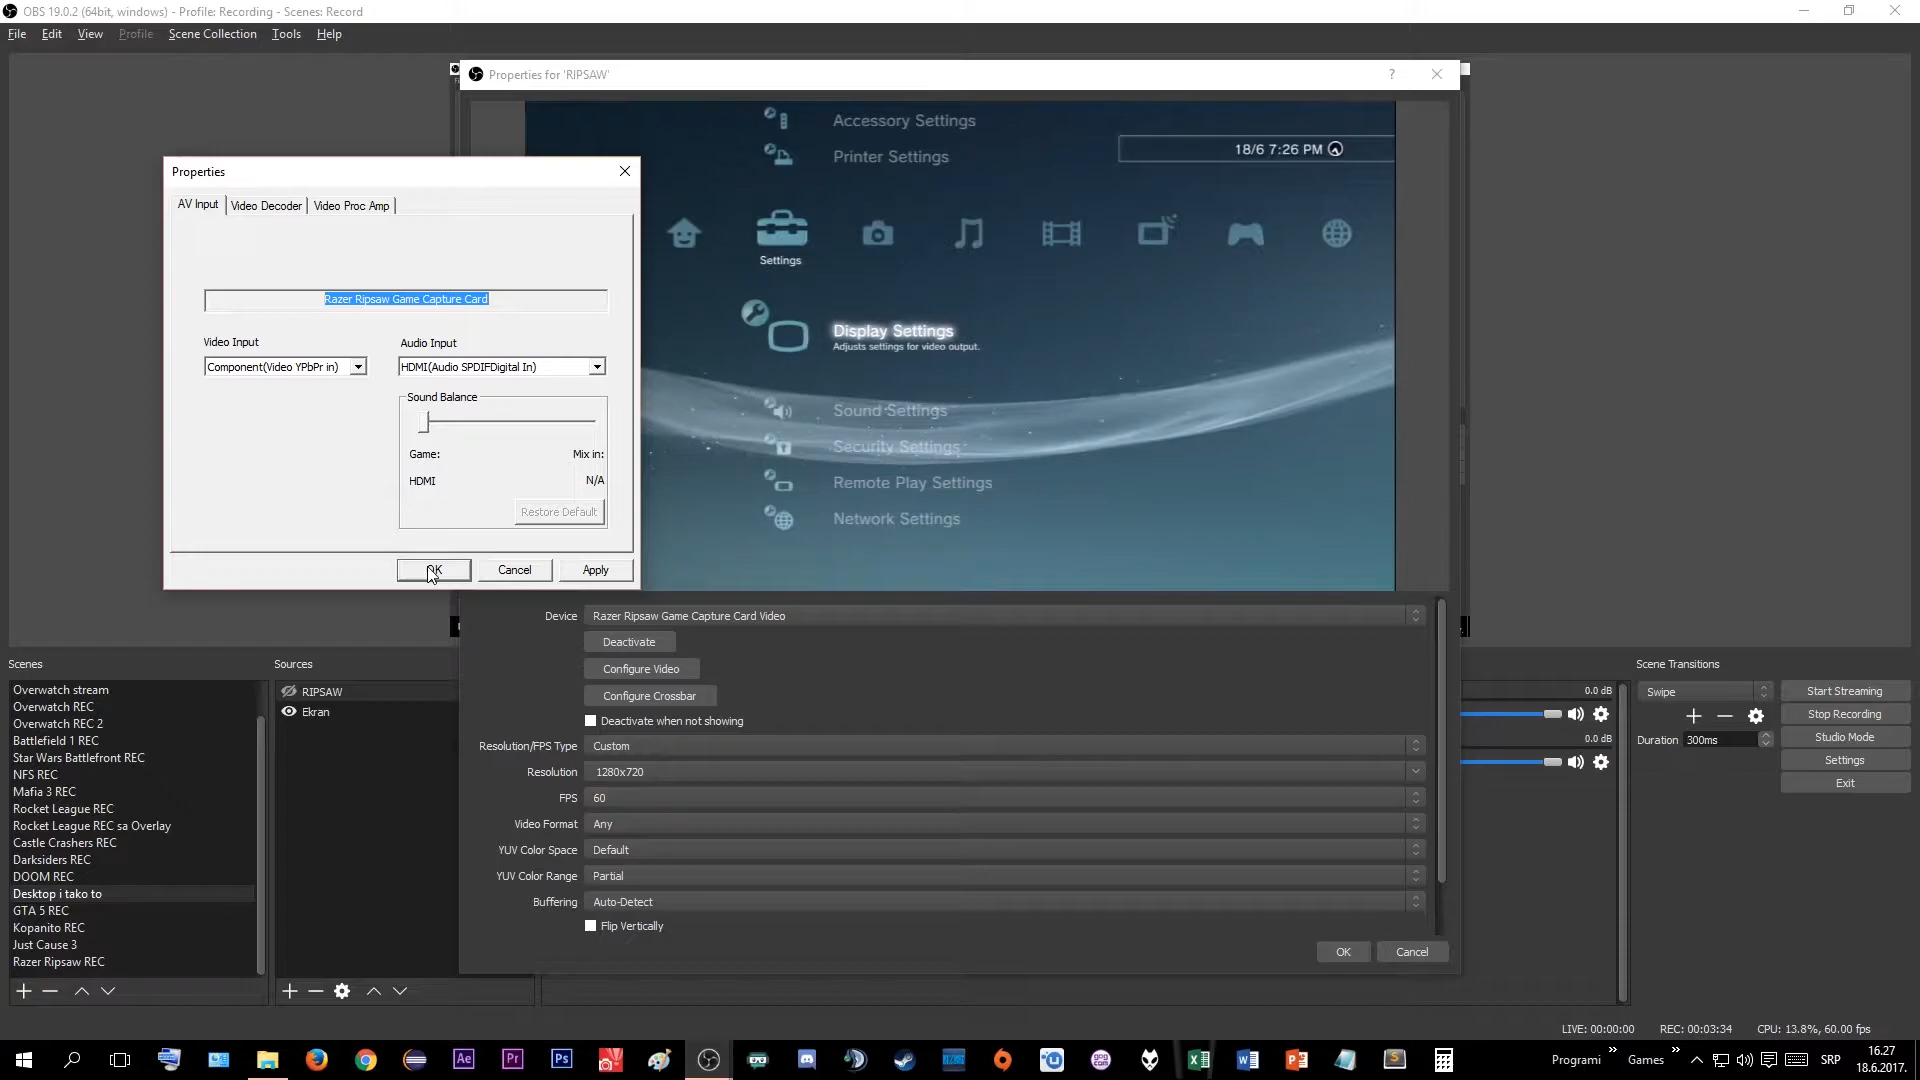 OBS 19.0.2 (64bit, windows) - Profile: Recording - Scenes: Record
File Edit View Profile Scene Collection Tools Help
Properties for 'RIPSAW'
?
Accessory Settings
Printer Settings
18/6 7:26 PM
Settings
Display Settings
Adjusts settings for video output.
Sound Settings
Security Settings
Remote Play Settings
Network Settings
Properties
AV Input Video Decoder Video Proc Amp
Razer Ripsaw Game Capture Card
Video Input Audio Input
Component(Video YPbPr in) HDMI(Audio SPDIFDigital In)
Sound Balance
Game: Mix in:
HDMI N/A
Restore Default
OK Cancel Apply
Device Razer Ripsaw Game Capture Card Video
Deactivate
Configure Video
Configure Crossbar
Deactivate when not showing
Resolution/FPS Type Custom
Resolution 1280x720
FPS 60
Video Format Any
YUV Color Space Default
YUV Color Range Partial
Buffering Auto-Detect
Flip Vertically
OK Cancel
Scenes
Overwatch stream
Overwatch REC
Overwatch REC 2
Battlefield 1 REC
Star Wars Battlefront REC
NFS REC
Mafia 3 REC
Rocket League REC
Rocket League REC sa Overlay
Castle Crashers REC
Darksiders REC
DOOM REC
Desktop i tako to
GTA 5 REC
Kopanito REC
Just Cause 3
Razer Ripsaw REC
Sources
RIPSAW
Ekran
0.0 dB
0.0 dB
Scene Transitions
Swipe
Duration 300ms
Start Streaming
Stop Recording
Studio Mode
Settings
Exit
LIVE: 00:00:00 REC: 00:03:34 CPU: 13.8%, 60.00 fps
Ae Pr Ps
Programi Games SRP
16.27
18.6.2017.